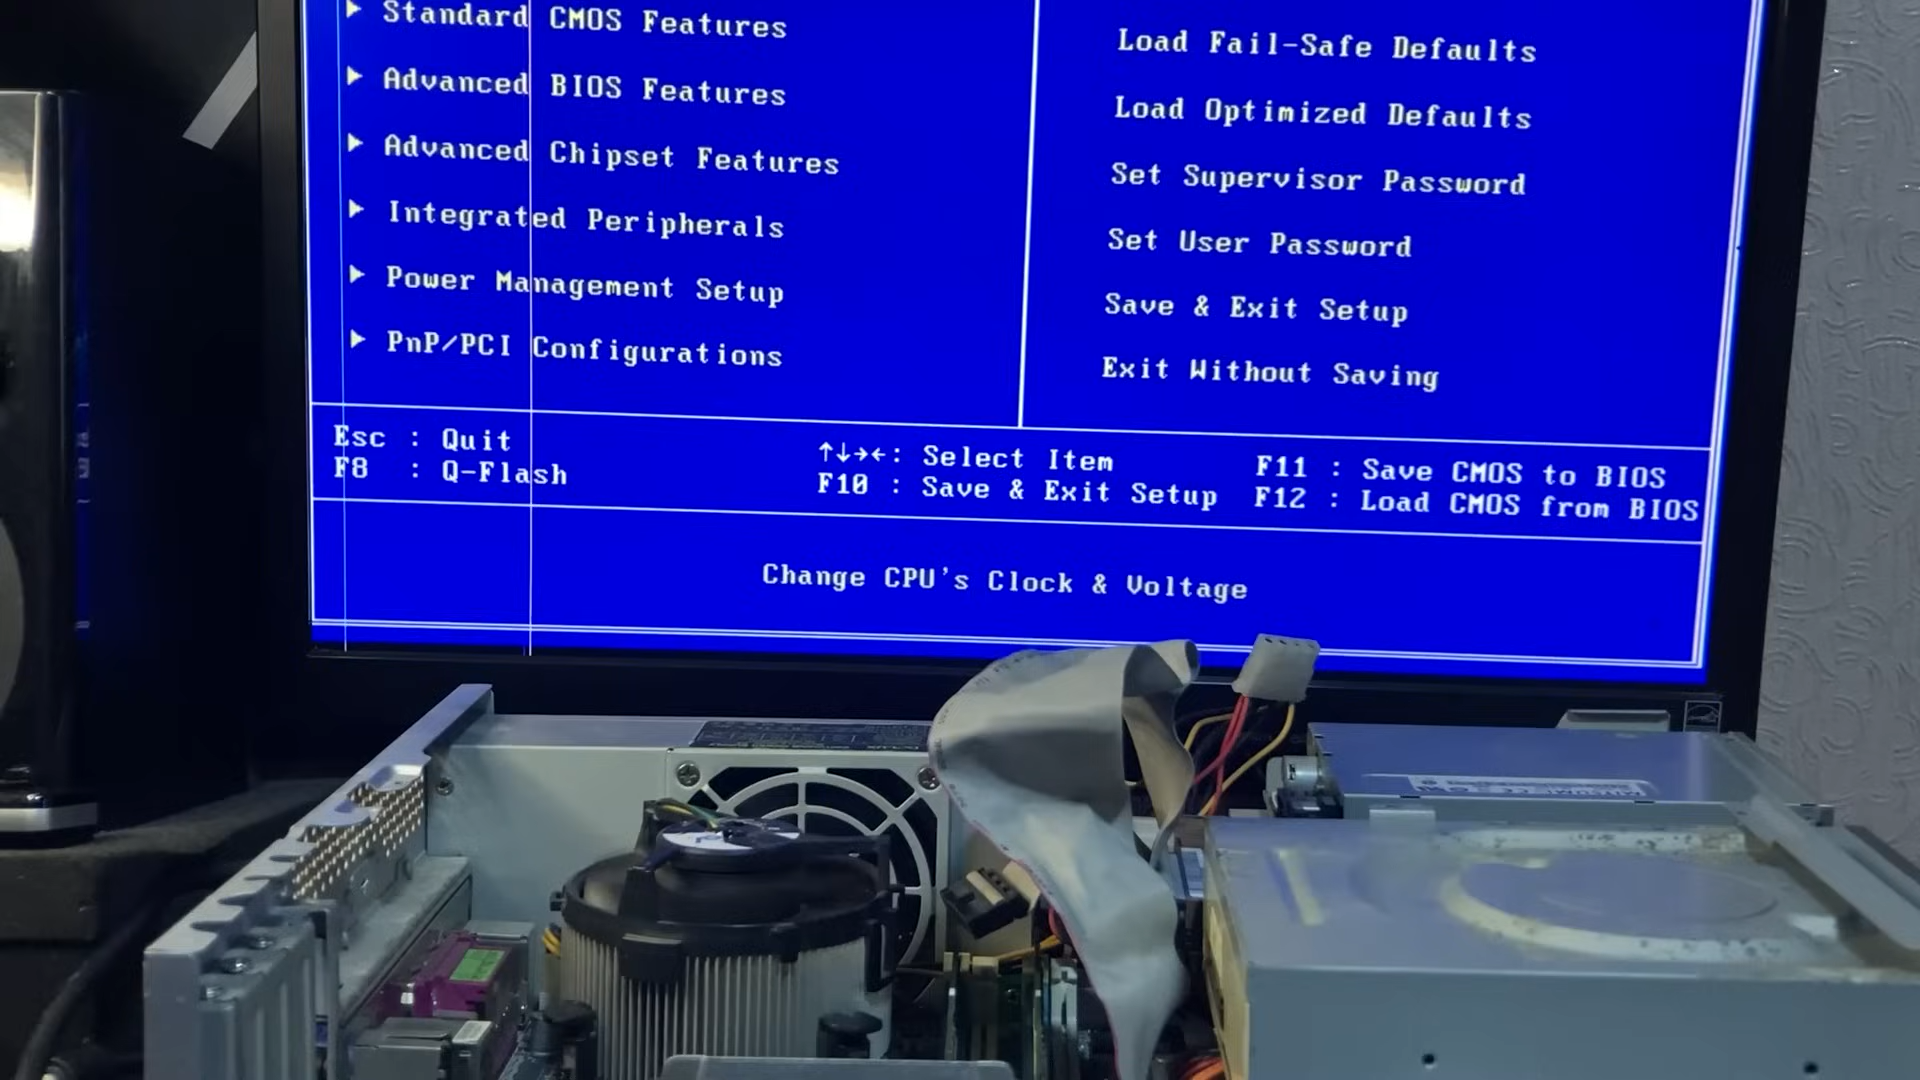 Standard CMOS Features
Advanced BIOS Features
Advanced Chipset Features
Integrated Peripherals
Power Management Setup
PnP/PCI Configurations
Load Fail-Safe Defaults
Load Optimized Defaults
Set Supervisor Password
Set User Password
Save & Exit Setup
Exit Without Saving
Esc : Quit
F8 : Q-Flash
↑↓→←: Select Item
F10 : Save & Exit Setup
F11 : Save CMOS to BIOS
F12 : Load CMOS from BIOS
Change CPU's Clock & Voltage